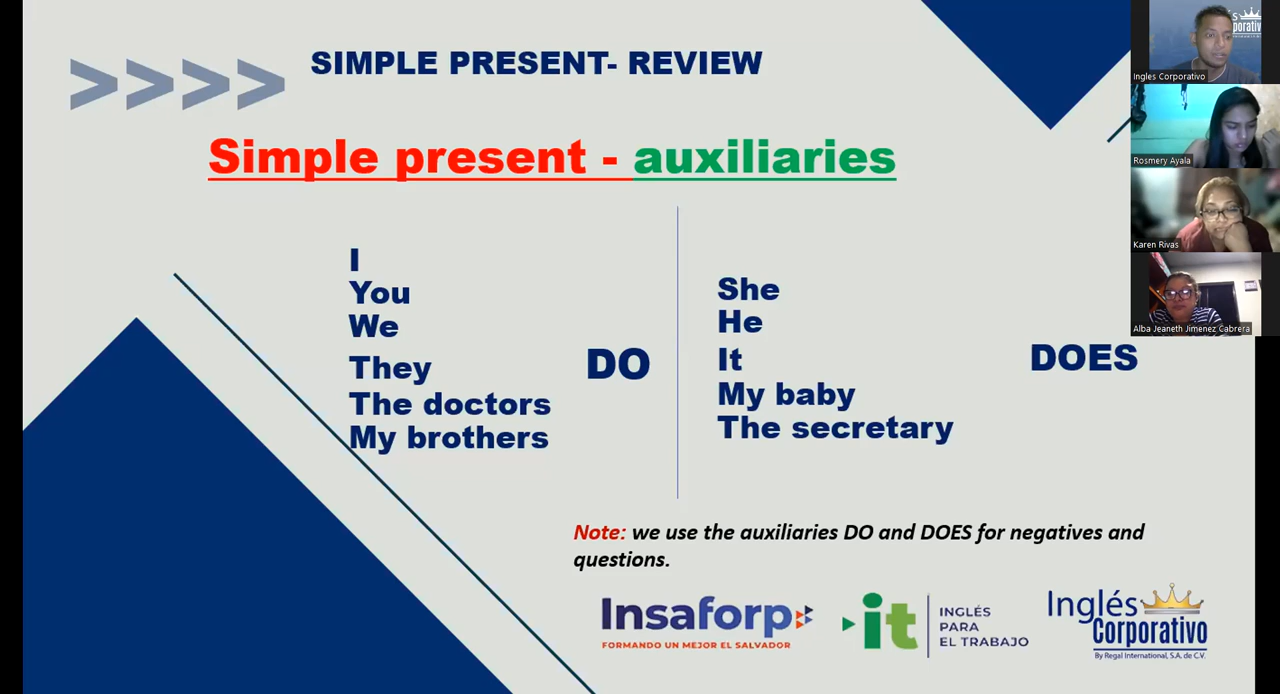 SIMPLE PRESENT- REVIEW
Simple present - auxiliaries
I
You
We
They
The doctors
My brothers
DO
She
He
It
My baby
The secretary
DOES
Note: we use the auxiliaries DO and DOES for negatives and
questions.
Insaforp
FORMANDO UN MEJOR EL SALVADOR
it
INGLÉS
PARA
EL TRABAJO
Inglés
Corporativo
By Regal International, S.A. de C.V.
Ingles Corporativo
Rosmery Ayala
Karen Rivas
Alba Jeaneth Jimenez Cabrera